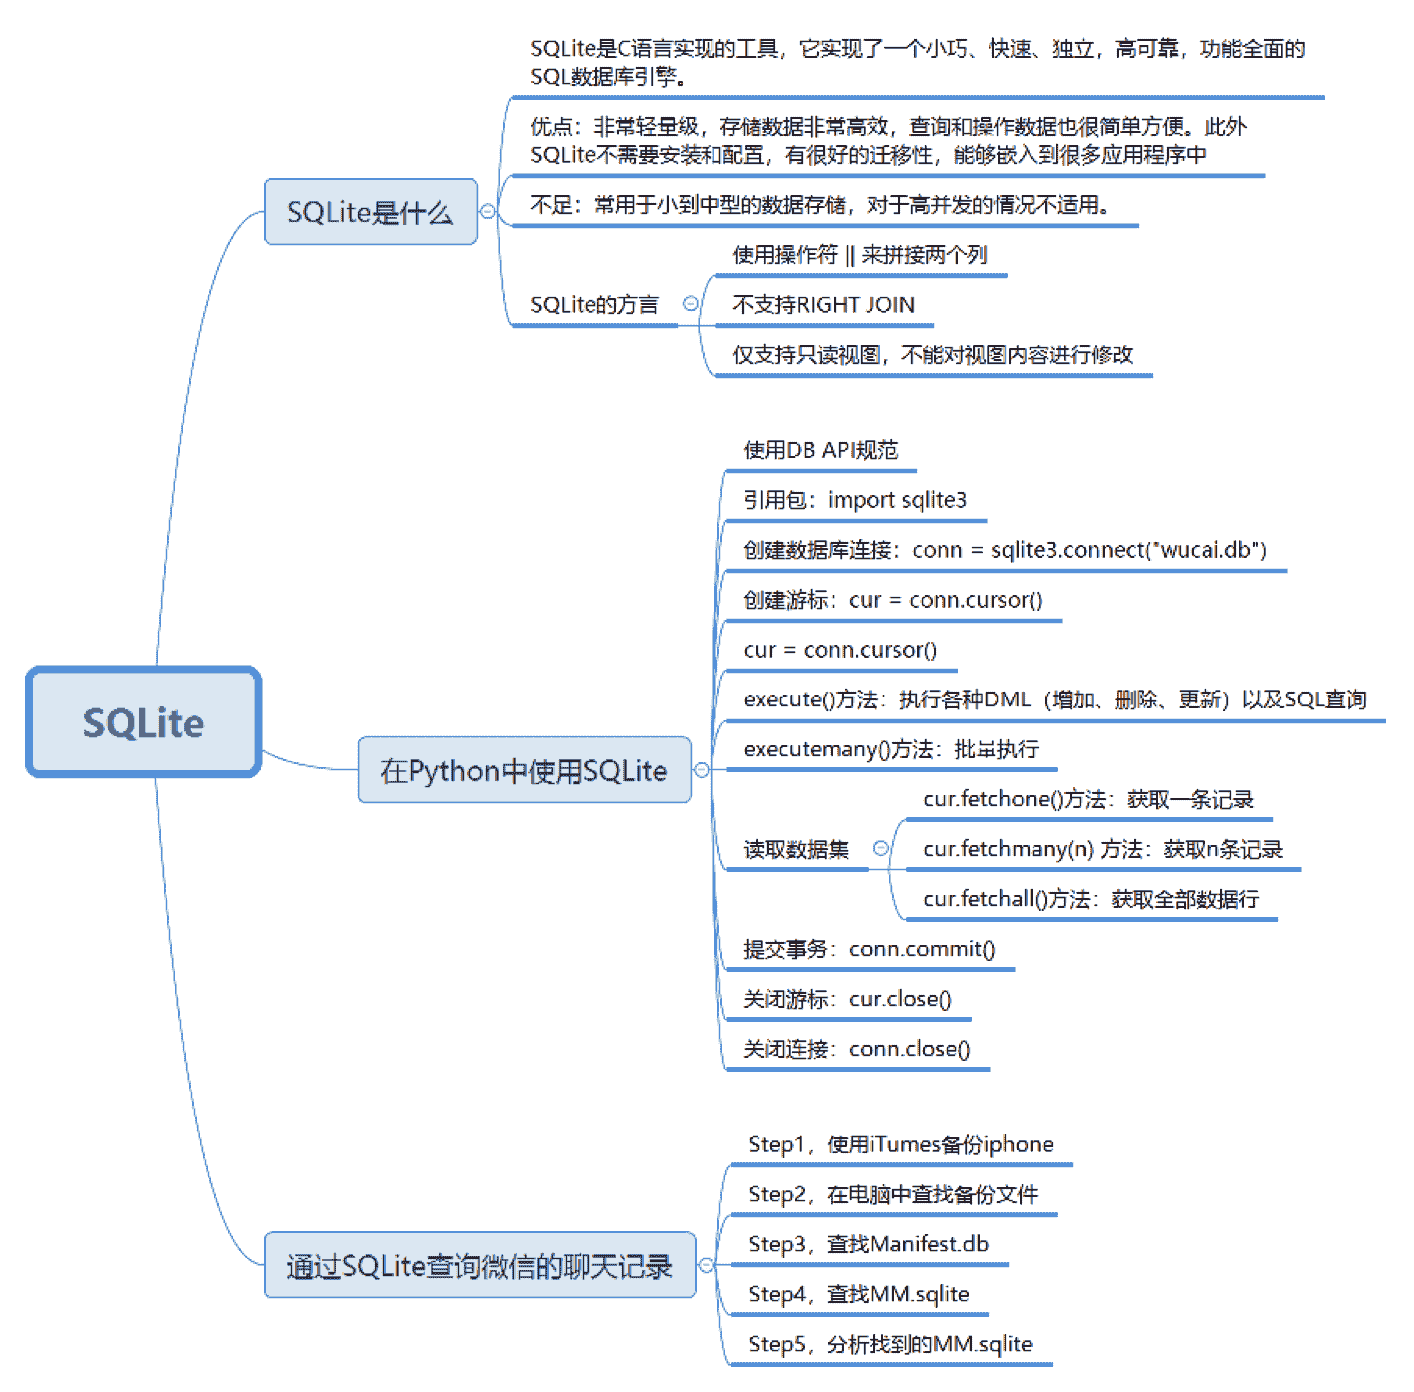 SQLite是C语言实现的工具，它实现了一个小巧、快速、独立，高可靠，功能全面的
SQL数据库引擎。
优点：非常轻量级，存储数据非常高效，查询和操作数据也很简单方便。此外
SQLite不需要安装和配置，有很好的迁移性，能够嵌入到很多应用程序中
SQLite是什么
不足：常用于小到中型的数据存储，对于高并发的情况不适用。
使用操作符 || 来拼接两个列
SQLite的方言
不支持RIGHT JOIN
仅支持只读视图，不能对视图内容进行修改
使用DB API规范
引用包：import sqlite3
创建数据库连接：conn = sqlite3.connect("wucai.db")
创建游标：cur = conn.cursor()
cur = conn.cursor()
execute()方法：执行各种DML（增加、删除、更新）以及SQL查询
SQLite
在Python中使用SQLite
executemany()方法：批量执行
cur.fetchone()方法：获取一条记录
读取数据集
cur.fetchmany(n) 方法：获取n条记录
cur.fetchall()方法：获取全部数据行
提交事务：conn.commit()
关闭游标：cur.close()
关闭连接：conn.close()
Step1，使用iTumes备份iphone
Step2，在电脑中查找备份文件
Step3，查找Manifest.db
通过SQLite查询微信的聊天记录
Step4，查找MM.sqlite
Step5，分析找到的MM.sqlite